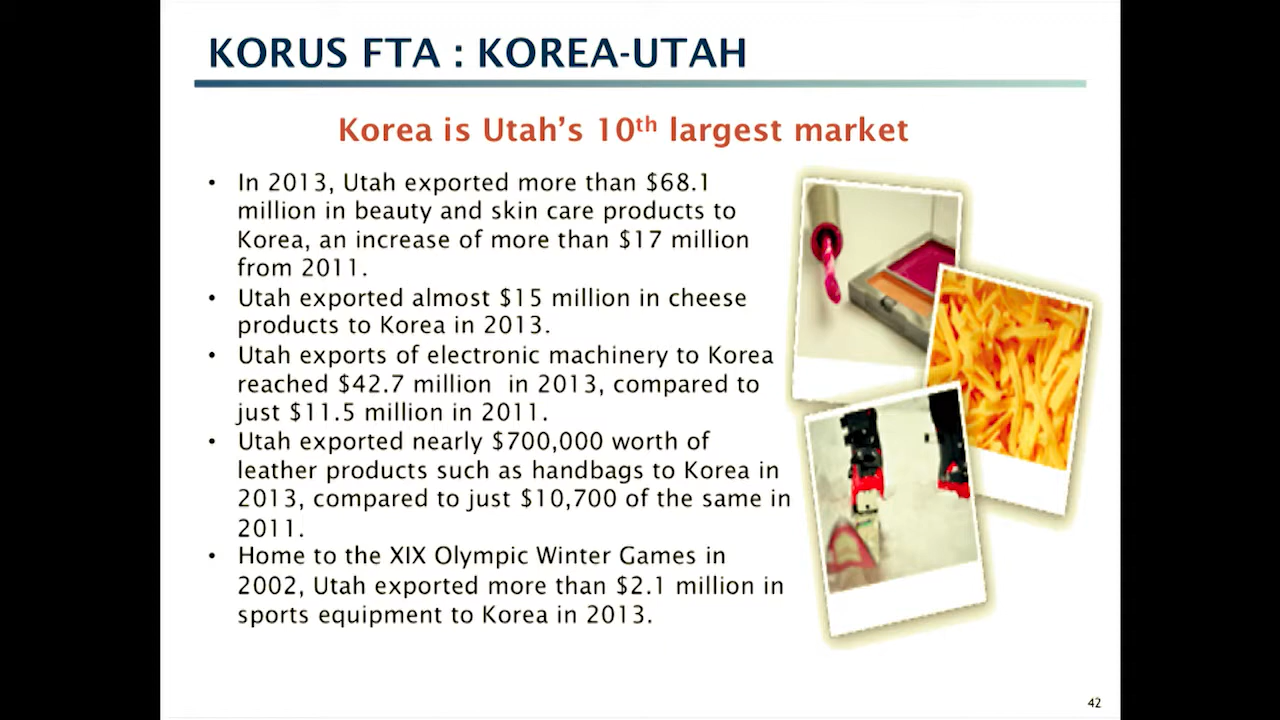 KORUS FTA : KOREA-UTAH
Korea is Utah's 10th largest market
• In 2013, Utah exported more than $68.1
million in beauty and skin care products to
Korea, an increase of more than $17 million
from 2011.
• Utah exported almost $15 million in cheese
products to Korea in 2013.
• Utah exports of electronic machinery to Korea
reached $42.7 million  in 2013, compared to
just $11.5 million in 2011.
• Utah exported nearly $700,000 worth of
leather products such as handbags to Korea in
2013, compared to just $10,700 of the same in
2011.
• Home to the XIX Olympic Winter Games in
2002, Utah exported more than $2.1 million in
sports equipment to Korea in 2013.
42